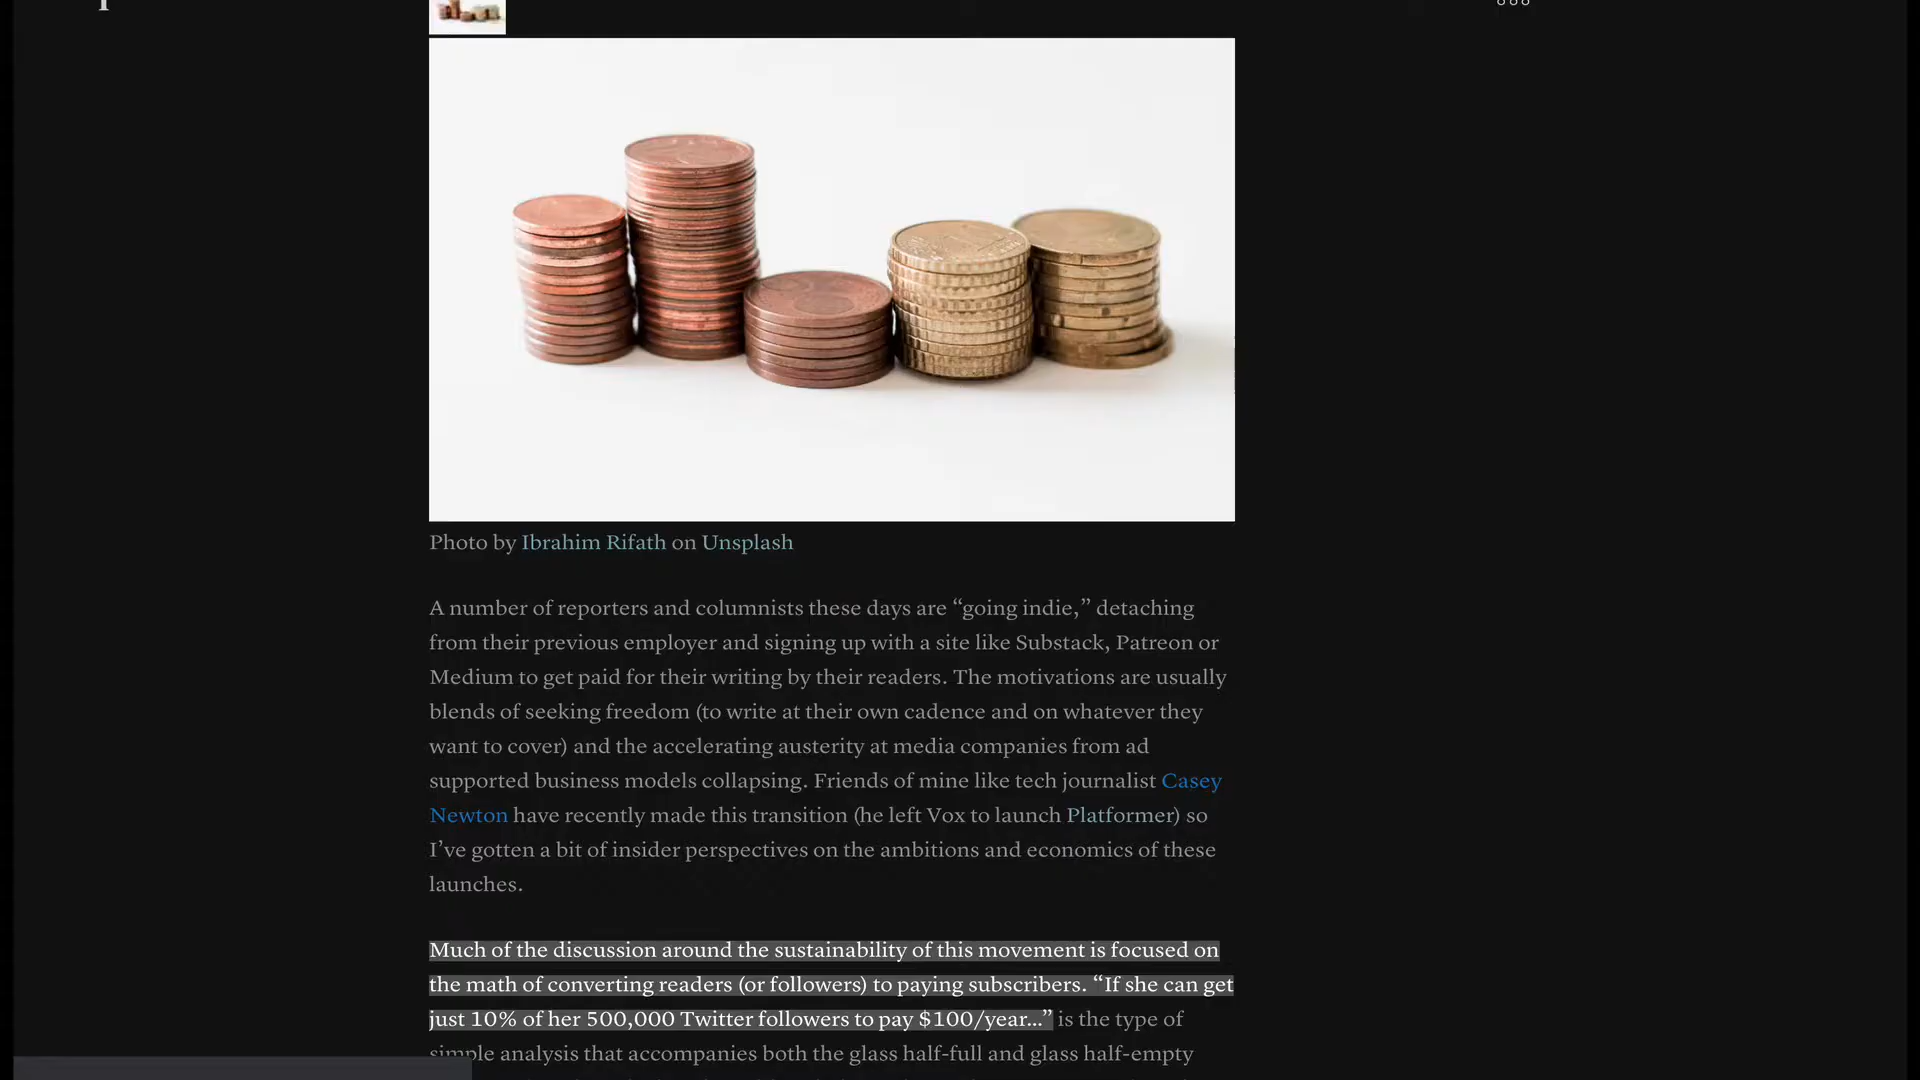 Photo by Ibrahim Rifath on Unsplash
A number of reporters and columnists these days are “going indie,” detaching
from their previous employer and signing up with a site like Substack, Patreon or
Medium to get paid for their writing by their readers. The motivations are usually
blends of seeking freedom (to write at their own cadence and on whatever they
want to cover) and the accelerating austerity at media companies from ad
supported business models collapsing. Friends of mine like tech journalist Casey
Newton have recently made this transition (he left Vox to launch Platformer) so
I’ve gotten a bit of insider perspectives on the ambitions and economics of these
launches.
Much of the discussion around the sustainability of this movement is focused on
the math of converting readers (or followers) to paying subscribers. “If she can get
just 10% of her 500,000 Twitter followers to pay $100/year...” is the type of
simple analysis that accompanies both the glass half-full and glass half-empty